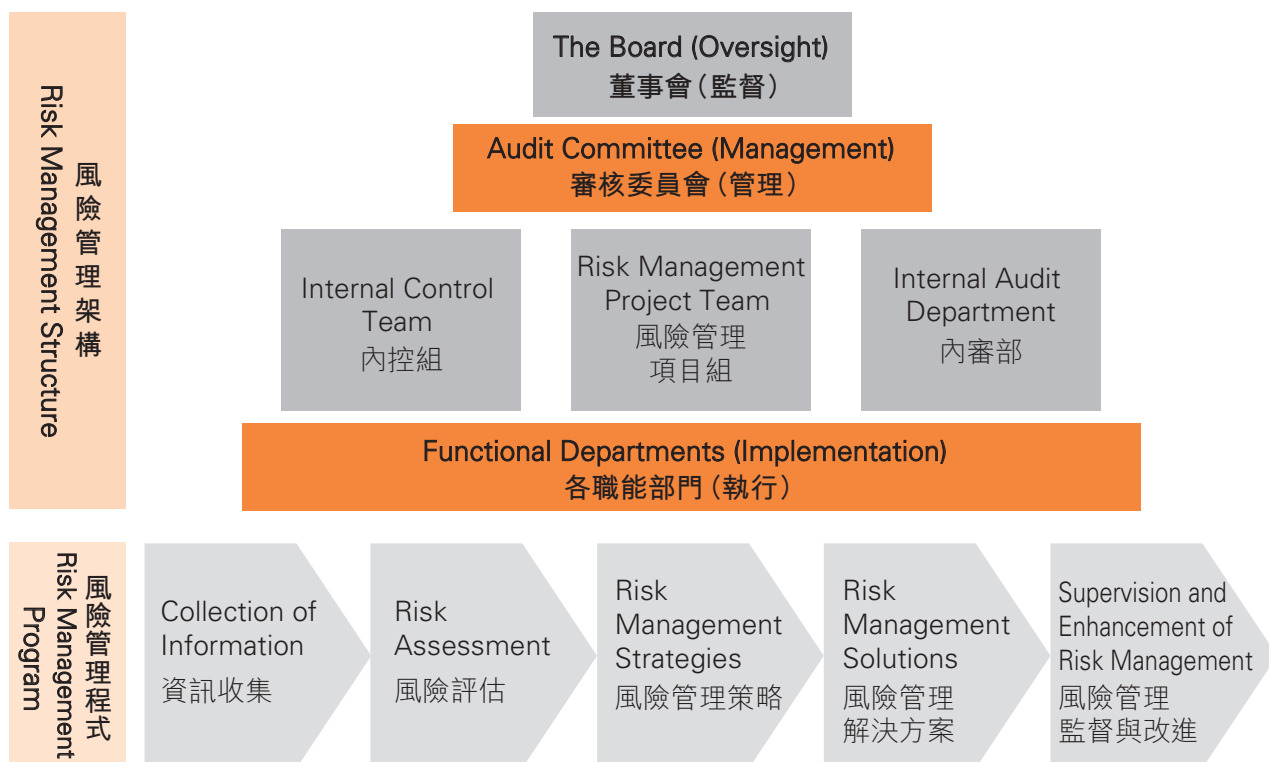 風險管理架構
Risk Management Structure
The Board (Oversight)
董事會（監督）
Audit Committee (Management)
審核委員會（管理）
Internal Control
Team
內控組
Risk Management
Project Team
風險管理
項目組
Internal Audit
Department
內審部
Functional Departments (Implementation)
各職能部門（執行）
風險管理程式
Risk Management
Program
Collection of
Information
資訊收集
Risk
Assessment
風險評估
Risk
Management
Strategies
風險管理策略
Risk
Management
Solutions
風險管理
解決方案
Supervision and
Enhancement of
Risk Management
風險管理
監督與改進